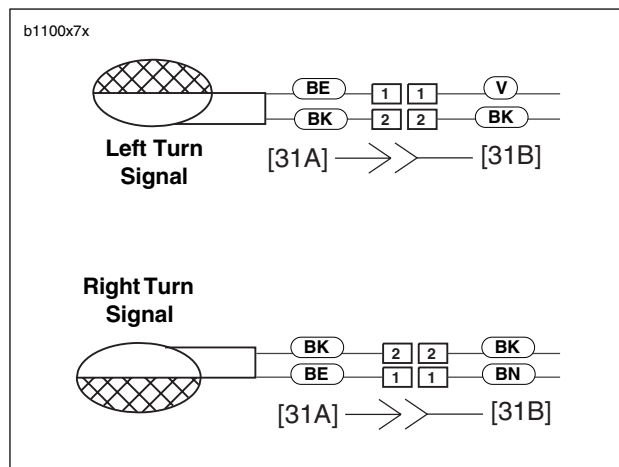 b1100x7x
BE 1 1 V
BK 2 2 BK
Left Turn
Signal
[31A] [31B]
Right Turn
Signal
BK 2 2 BK
BE 1 1 BN
[31A] [31B]